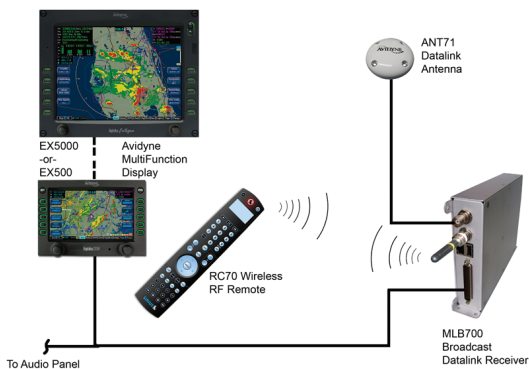 AVIDYNE
ANT71
Datalink
Antenna
EX5000
-or-
EX500
Avidyne
MultiFunction
Display
RC70 Wireless
RF Remote
MLB700
Broadcast
Datalink Receiver
To Audio Panel